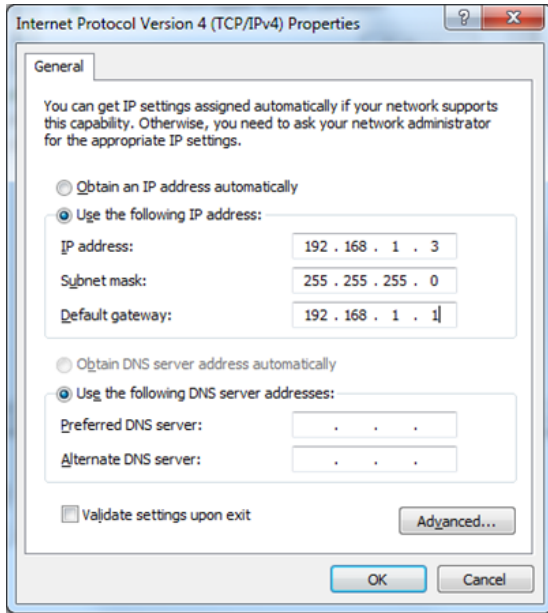 Internet Protocol Version 4 (TCP/IPv4) Properties
General
You can get IP settings assigned automatically if your network supports
this capability. Otherwise, you need to ask your network administrator
for the appropriate IP settings.
Obtain an IP address automatically
Use the following IP address:
IP address: 192 . 168 . 1 . 3
Subnet mask: 255 . 255 . 255 . 0
Default gateway: 192 . 168 . 1 . 1
Obtain DNS server address automatically
Use the following DNS server addresses:
Preferred DNS server: . . .
Alternate DNS server: . . .
Validate settings upon exit
Advanced...
OK Cancel